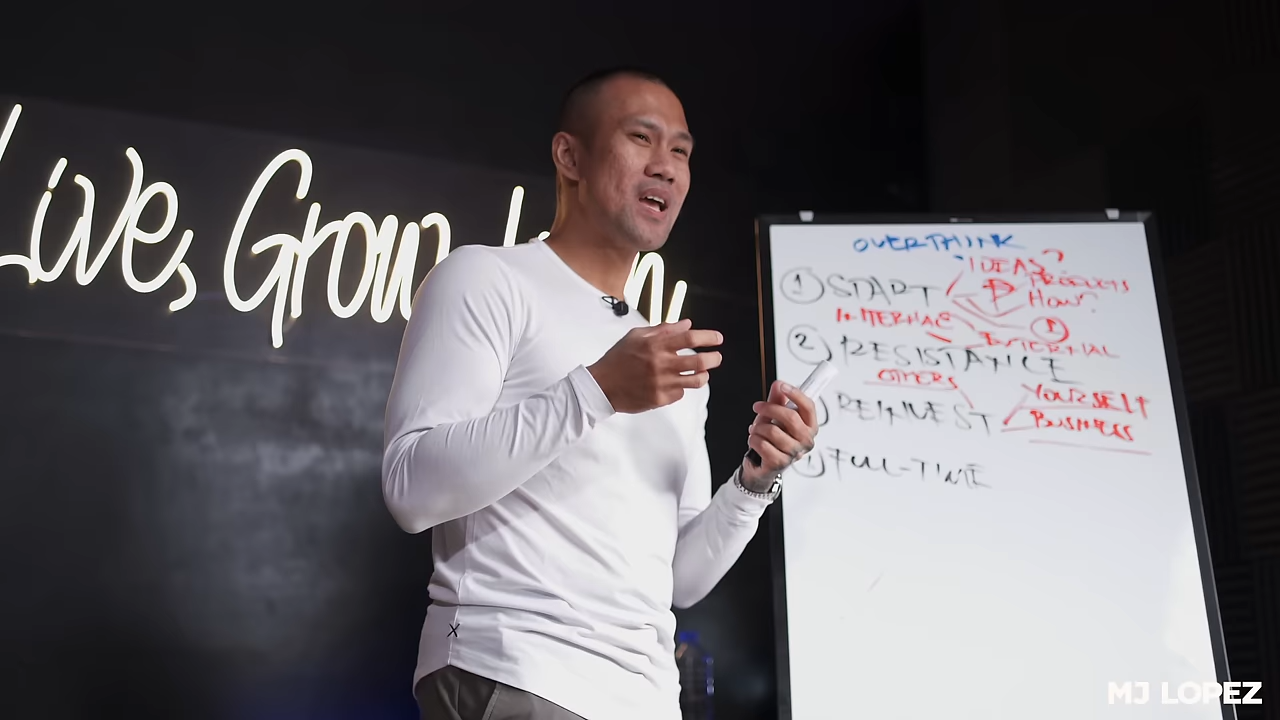 Live, Grow,
OVERTHINK
① START
IDEAS?
PRODUCTS
HOW?
INTERNAL
①
EXTERNAL
② RESISTANCE
OTHERS
YOURSELF
REINVEST
BUSINESS
FULL-TIME
MJ LOPEZ